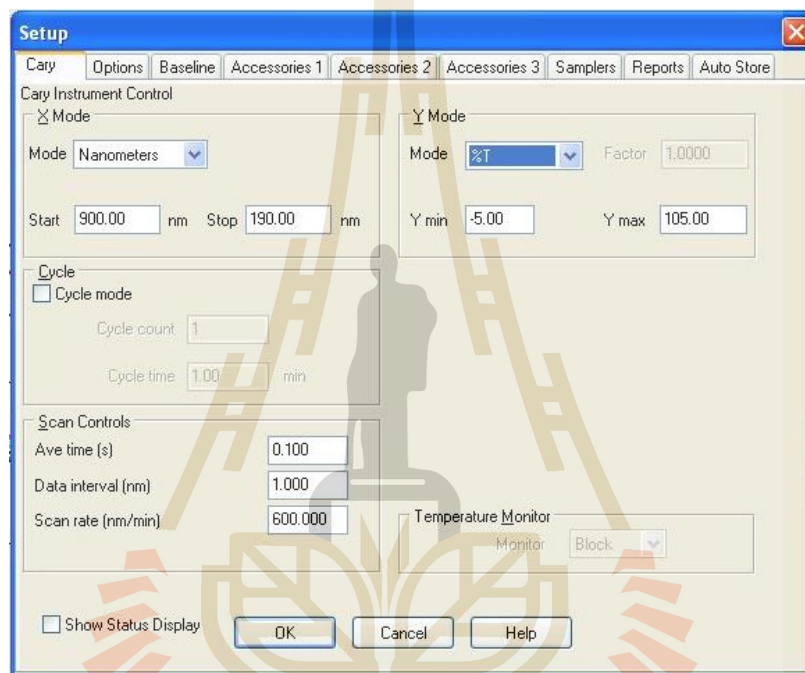 Setup
Cary Options Baseline Accessories 1 Accessories 2 Accessories 3 Samplers Reports Auto Store
Cary Instrument Control
X Mode
Mode Nanometers
Start 900.00 nm Stop 190.00 nm
Y Mode
Mode %T Factor 1.0000
Y min -5.00 Y max 105.00
Cycle
Cycle mode
Cycle count 1
Cycle time 1.00 min
Scan Controls
Ave time (s) 0.100
Data interval (nm) 1.000
Scan rate (nm/min) 600.000
Temperature Monitor
Monitor Block
Show Status Display OK Cancel Help